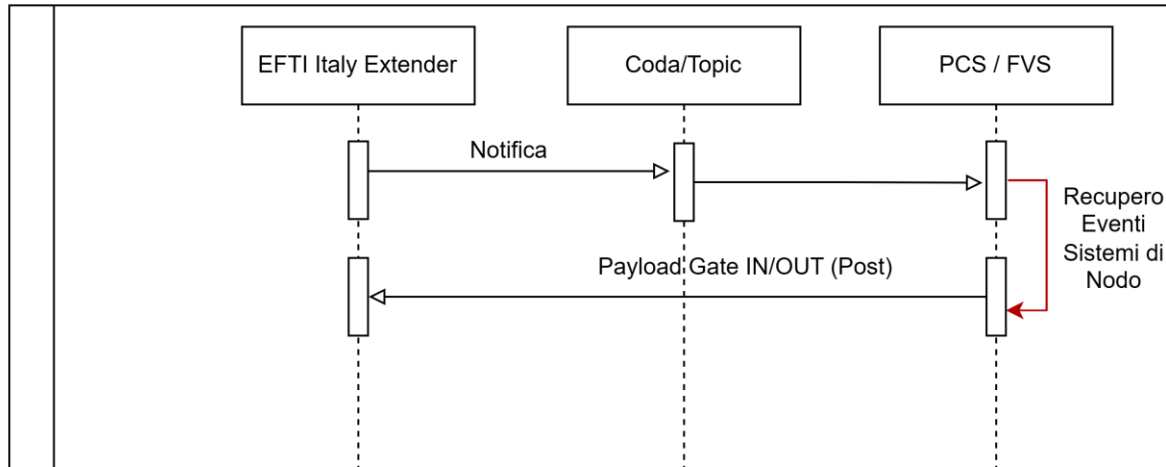 EFTI Italy Extender
Coda/Topic
PCS / FVS
Notifica
Recupero
Eventi
Sistemi di
Nodo
Payload Gate IN/OUT (Post)